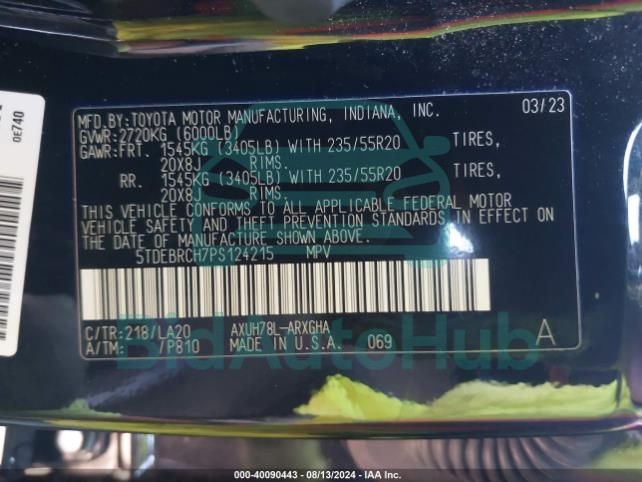 MFD.BY:TOYOTA MOTOR MANUFACTURING, INDIANA, INC. 03/23
GVWR:2720KG (6000LB)
GAWR:FRT. 1545KG (3405LB) WITH 235/55R20 TIRES,
20X8J RIMS.
RR. 1545KG (3405LB) WITH 235/55R20 TIRES,
20X8J RIMS.
THIS VEHICLE CONFORMS TO ALL APPLICABLE FEDERAL MOTOR
VEHICLE SAFETY AND THEFT PREVENTION STANDARDS IN EFFECT ON
THE DATE OF MANUFACTURE SHOWN ABOVE.
5TDEBRCH7PS124215 MPV
C/TR:218/LA20 AXUH78L-ARXGHA A
A/TM: /P810 MADE IN U.S.A. 069
0E740
BidAutoHub
000-40090443 - 08/13/2024 - IAA Inc.